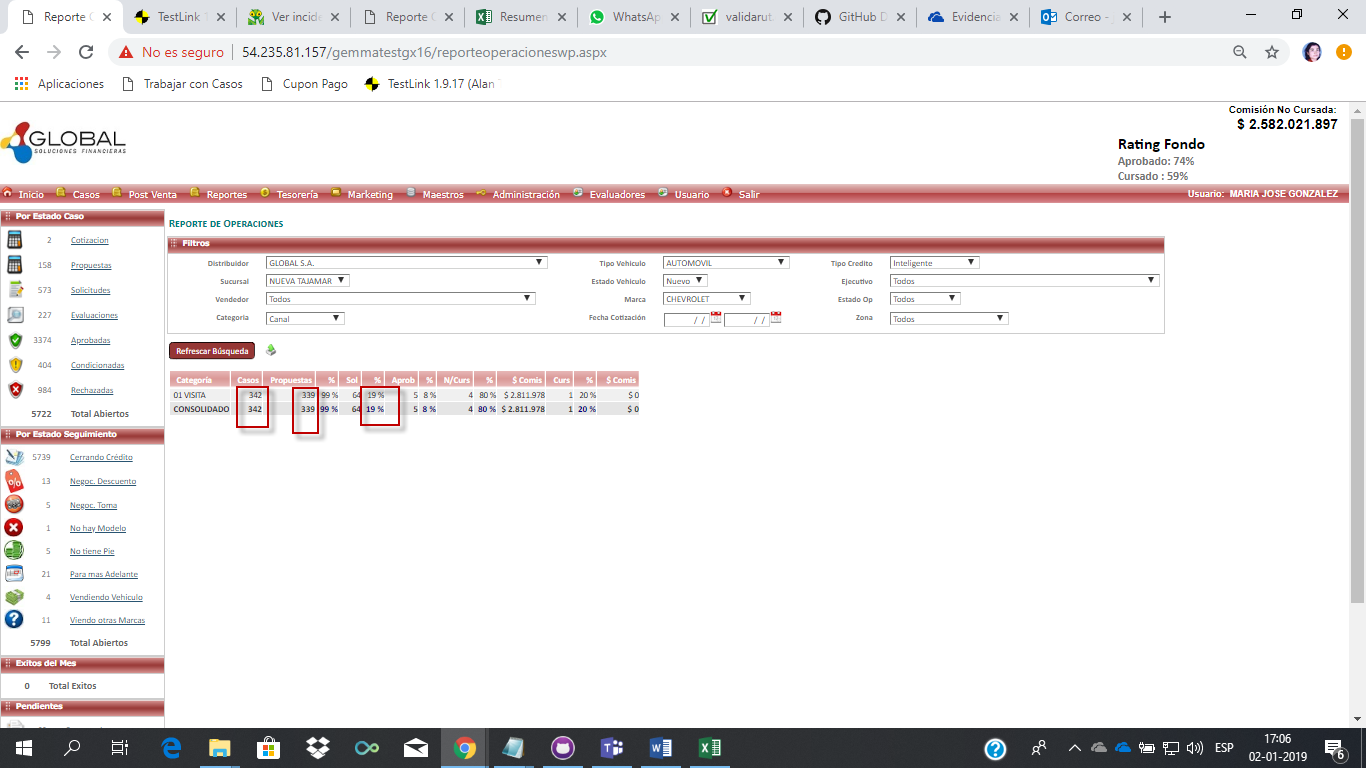 Reporte
TestLink 1
Ver incide
Reporte
Resumen
WhatsAp
validarut.
GitHub D
Evidencia
Correo -
No es seguro | 54.235.81.157/gemmatestgx16/reporteoperacioneswp.aspx
Aplicaciones
Trabajar con Casos
Cupon Pago
TestLink 1.9.17 (Alan
GLOBAL
SOLUCIONES FINANCIERAS
Comisión No Cursada:
$ 2.582.021.897
Rating Fondo
Aprobado: 74%
Cursado : 59%
Inicio Casos Post Venta Reportes Tesorería Marketing Maestros Administración Evaluadores Usuario Salir
Usuario: MARIA JOSE GONZALEZ
Por Estado Caso
2 Cotizacion
158 Propuestas
573 Solicitudes
227 Evaluaciones
3374 Aprobadas
404 Condicionadas
984 Rechazadas
5722 Total Abiertos
Por Estado Seguimiento
5739 Cerrando Crédito
13 Negoc. Descuento
5 Negoc. Toma
1 No hay Modelo
5 No tiene Pie
21 Para mas Adelante
4 Vendiendo Vehiculo
11 Viendo otras Marcas
5799 Total Abiertos
Exitos del Mes
0 Total Exitos
Pendientes
REPORTE DE OPERACIONES
Filtros
Distribuidor GLOBAL S.A. Tipo Vehiculo AUTOMOVIL Tipo Credito Inteligente
Sucursal NUEVA TAJAMAR Estado Vehiculo Nuevo Ejecutivo Todos
Vendedor Todos Marca CHEVROLET Estado Op Todos
Categoria Canal Fecha Cotización / / / / Zona Todos
Refrescar Búsqueda
Categoría Casos Propuestas % Sol % Aprob % N/Curs % $ Comis Curs % $ Comis
01 VISITA 342 339 99 % 64 19 % 5 8 % 4 80 % $ 2.811.978 1 20 % $ 0
CONSOLIDADO 342 339 99 % 64 19 % 5 8 % 4 80 % $ 2.811.978 1 20 % $ 0
ESP
17:06
02-01-2019
6